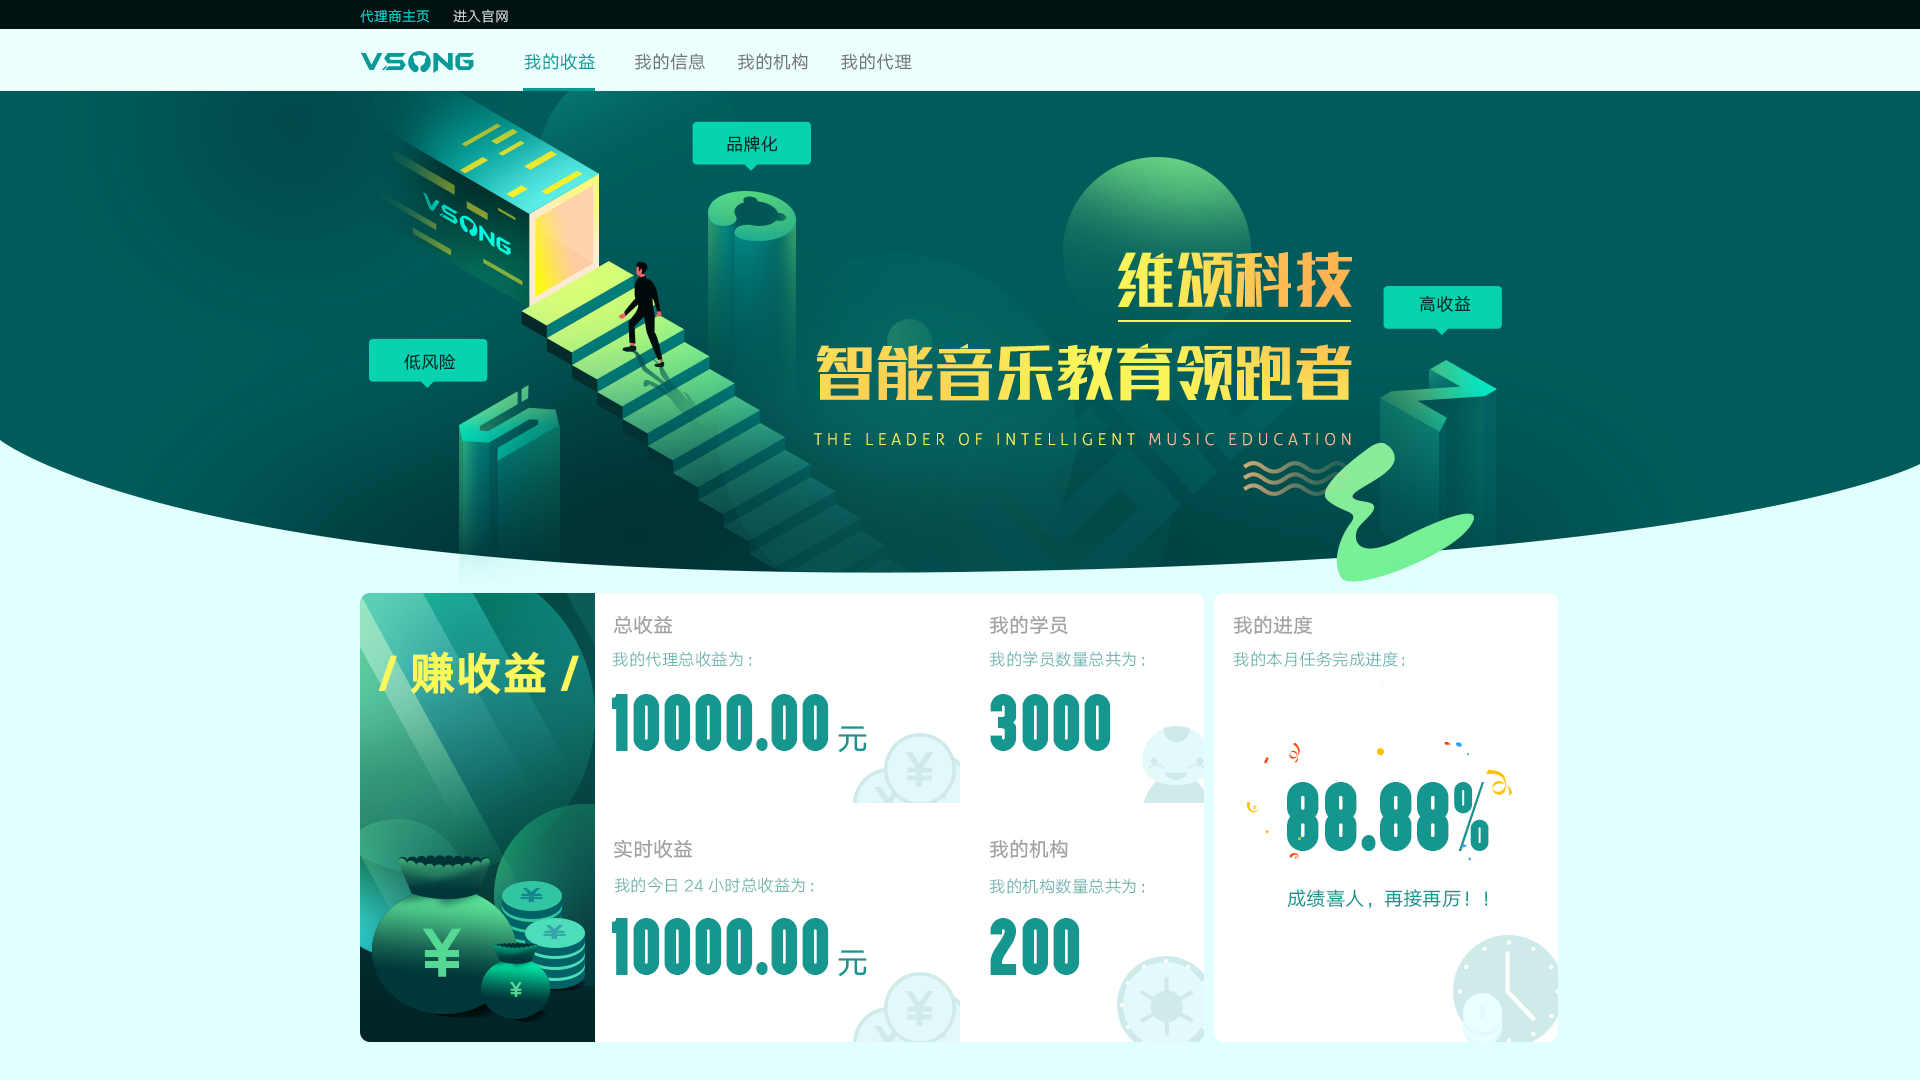 代理商主页 进入官网
VSONG 我的收益 我的信息 我的机构 我的代理
品牌化
VSONG
维颂科技
高收益
智能音乐教育领跑者
低风险
THE LEADER OF INTELLIGENT MUSIC EDUCATION
/ 赚收益 /
¥
¥
¥
¥
总收益
我的代理总收益为：
10000.00 元
¥
¥
我的学员
我的学员数量总共为：
3000
实时收益
我的今日 24 小时总收益为：
10000.00 元
¥
¥
我的机构
我的机构数量总共为：
200
我的进度
我的本月任务完成进度：
88.88%
成绩喜人，再接再厉！！